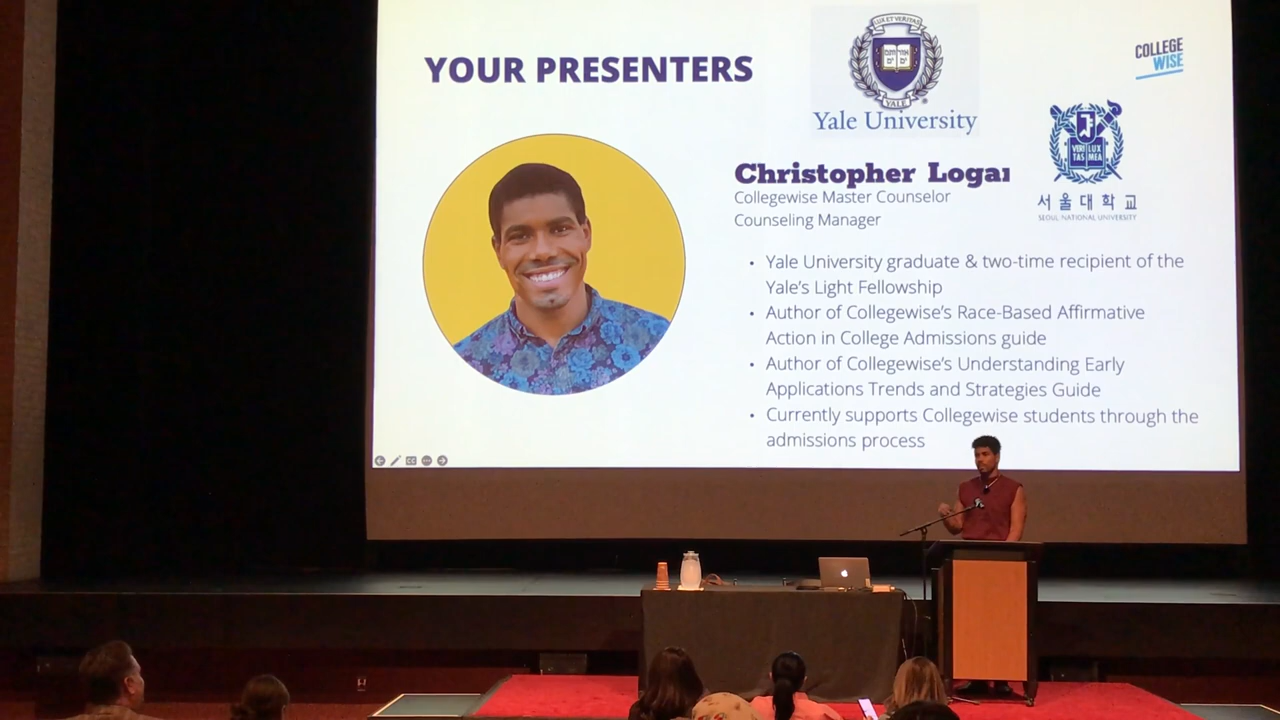 YOUR PRESENTERS
LUX ET VERITAS
YALE
Yale University
COLLEGE
WISE
VERI LUX
TAS MEA
서울대학교
SEOUL NATIONAL UNIVERSITY
Christopher Logan
Collegewise Master Counselor
Counseling Manager
• Yale University graduate & two-time recipient of the
Yale’s Light Fellowship
• Author of Collegewise’s Race-Based Affirmative
Action in College Admissions guide
• Author of Collegewise’s Understanding Early
Applications Trends and Strategies Guide
• Currently supports Collegewise students through the
admissions process